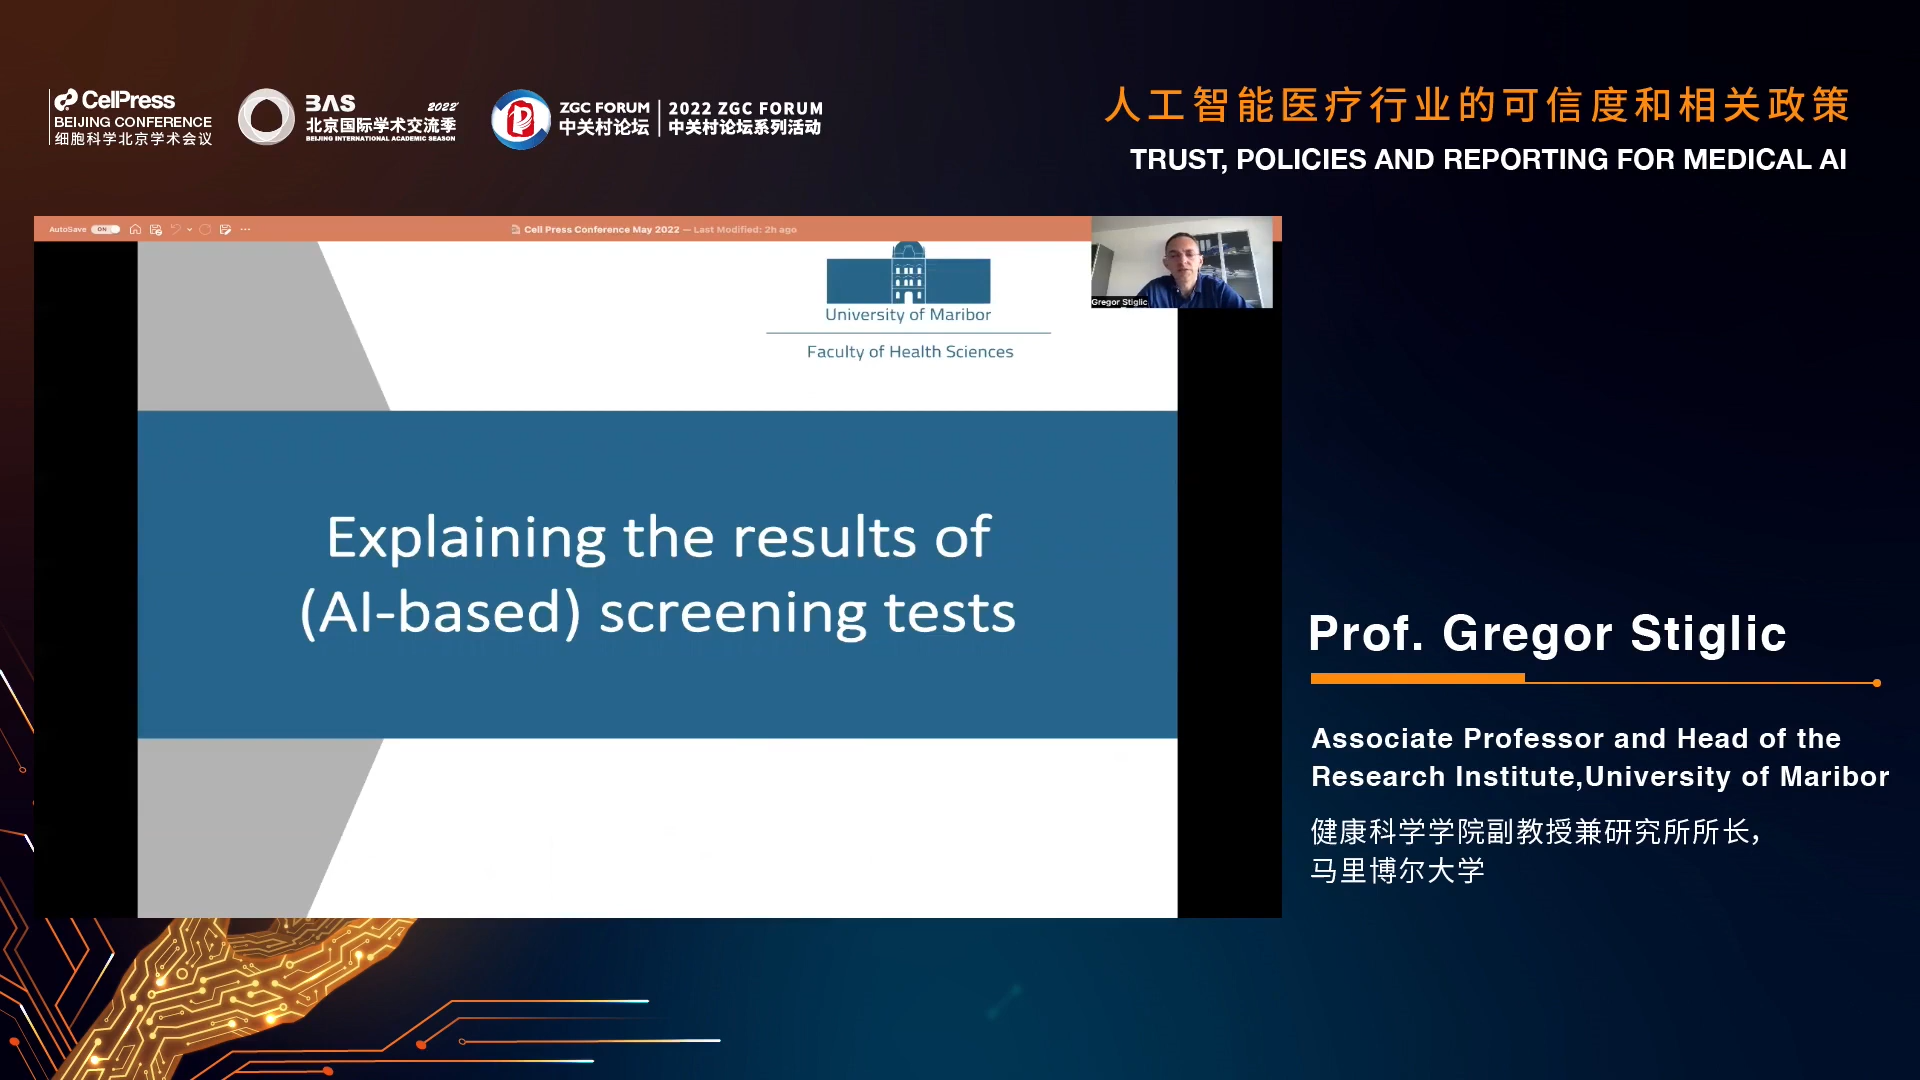 CellPress
BEIJING CONFERENCE
细胞科学北京学术会议
BAS 2022
北京国际学术交流季
BEIJING INTERNATIONAL ACADEMIC SEASON
ZGC FORUM
中关村论坛
2022 ZGC FORUM
中关村论坛系列活动
人工智能医疗行业的可信度和相关政策
TRUST, POLICIES AND REPORTING FOR MEDICAL AI
AutoSave ON
Cell Press Conference May 2022 — Last Modified: 2h ago
Gregor Stiglic
University of Maribor
Faculty of Health Sciences
Explaining the results of
(AI-based) screening tests
Prof. Gregor Stiglic
Associate Professor and Head of the
Research Institute,University of Maribor
健康科学学院副教授兼研究所所长，
马里博尔大学